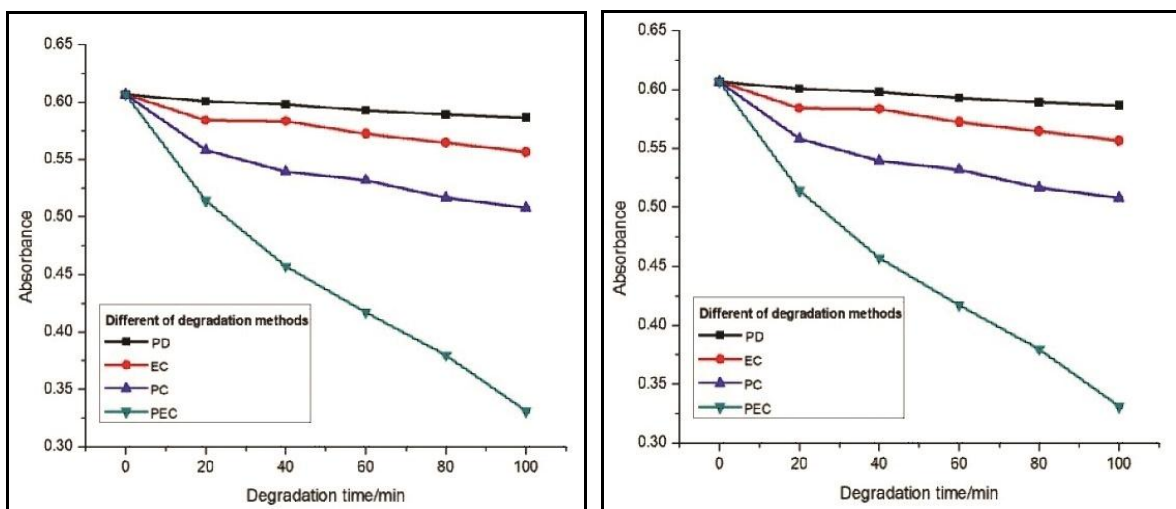 0.65
0.60
0.55
0.50
0.45
0.40
0.35
0.30
Absorbance
Different of degradation methods
PD
EC
PC
PEC
0 20 40 60 80 100
Degradation time/min
0.65
0.60
0.55
0.50
0.45
0.40
0.35
0.30
Absorbance
Different of degradation methods
PD
EC
PC
PEC
0 20 40 60 80 100
Degradation time/min